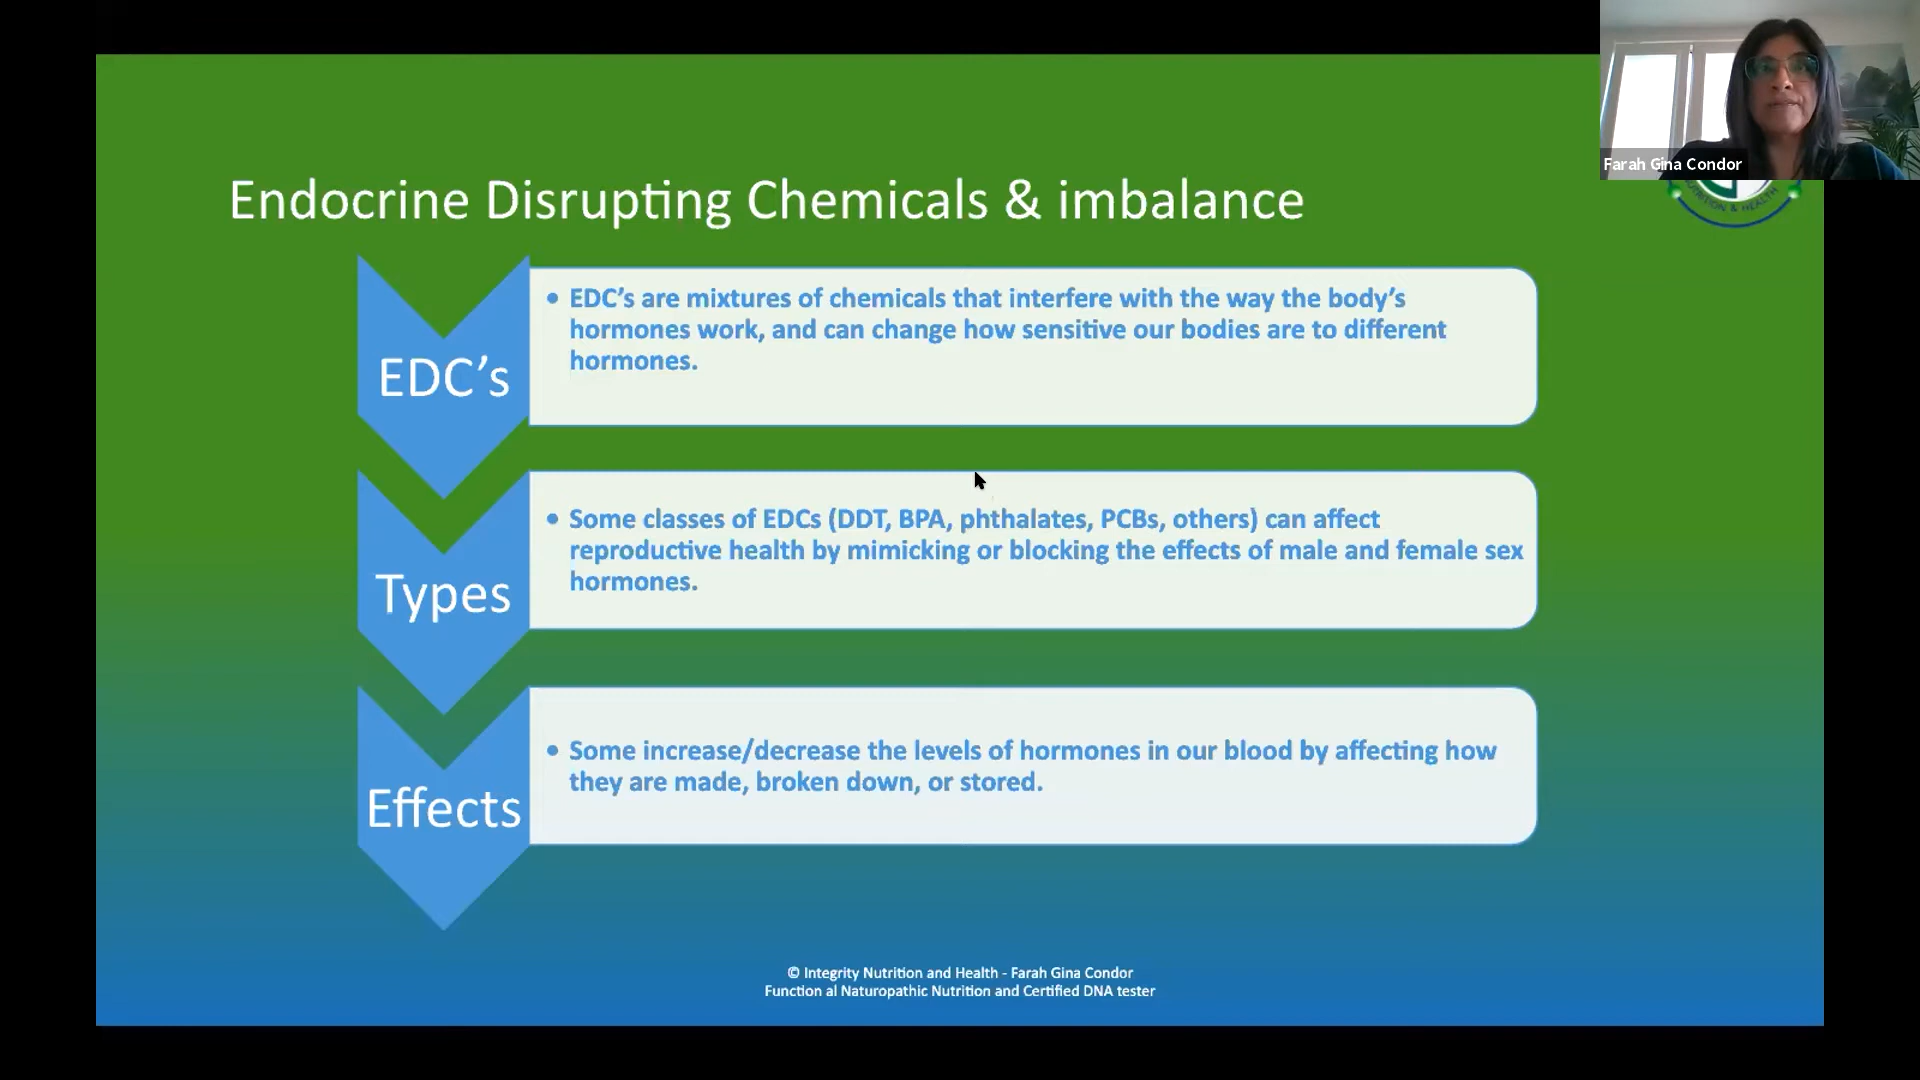 Farah Gina Condor
NUTRITION & HEALTH
Endocrine Disrupting Chemicals & imbalance
EDC’s
• EDC’s are mixtures of chemicals that interfere with the way the body’s
hormones work, and can change how sensitive our bodies are to different
hormones.
Types
• Some classes of EDCs (DDT, BPA, phthalates, PCBs, others) can affect
reproductive health by mimicking or blocking the effects of male and female sex
hormones.
Effects
• Some increase/decrease the levels of hormones in our blood by affecting how
they are made, broken down, or stored.
© Integrity Nutrition and Health - Farah Gina Condor
Function al Naturopathic Nutrition and Certified DNA tester